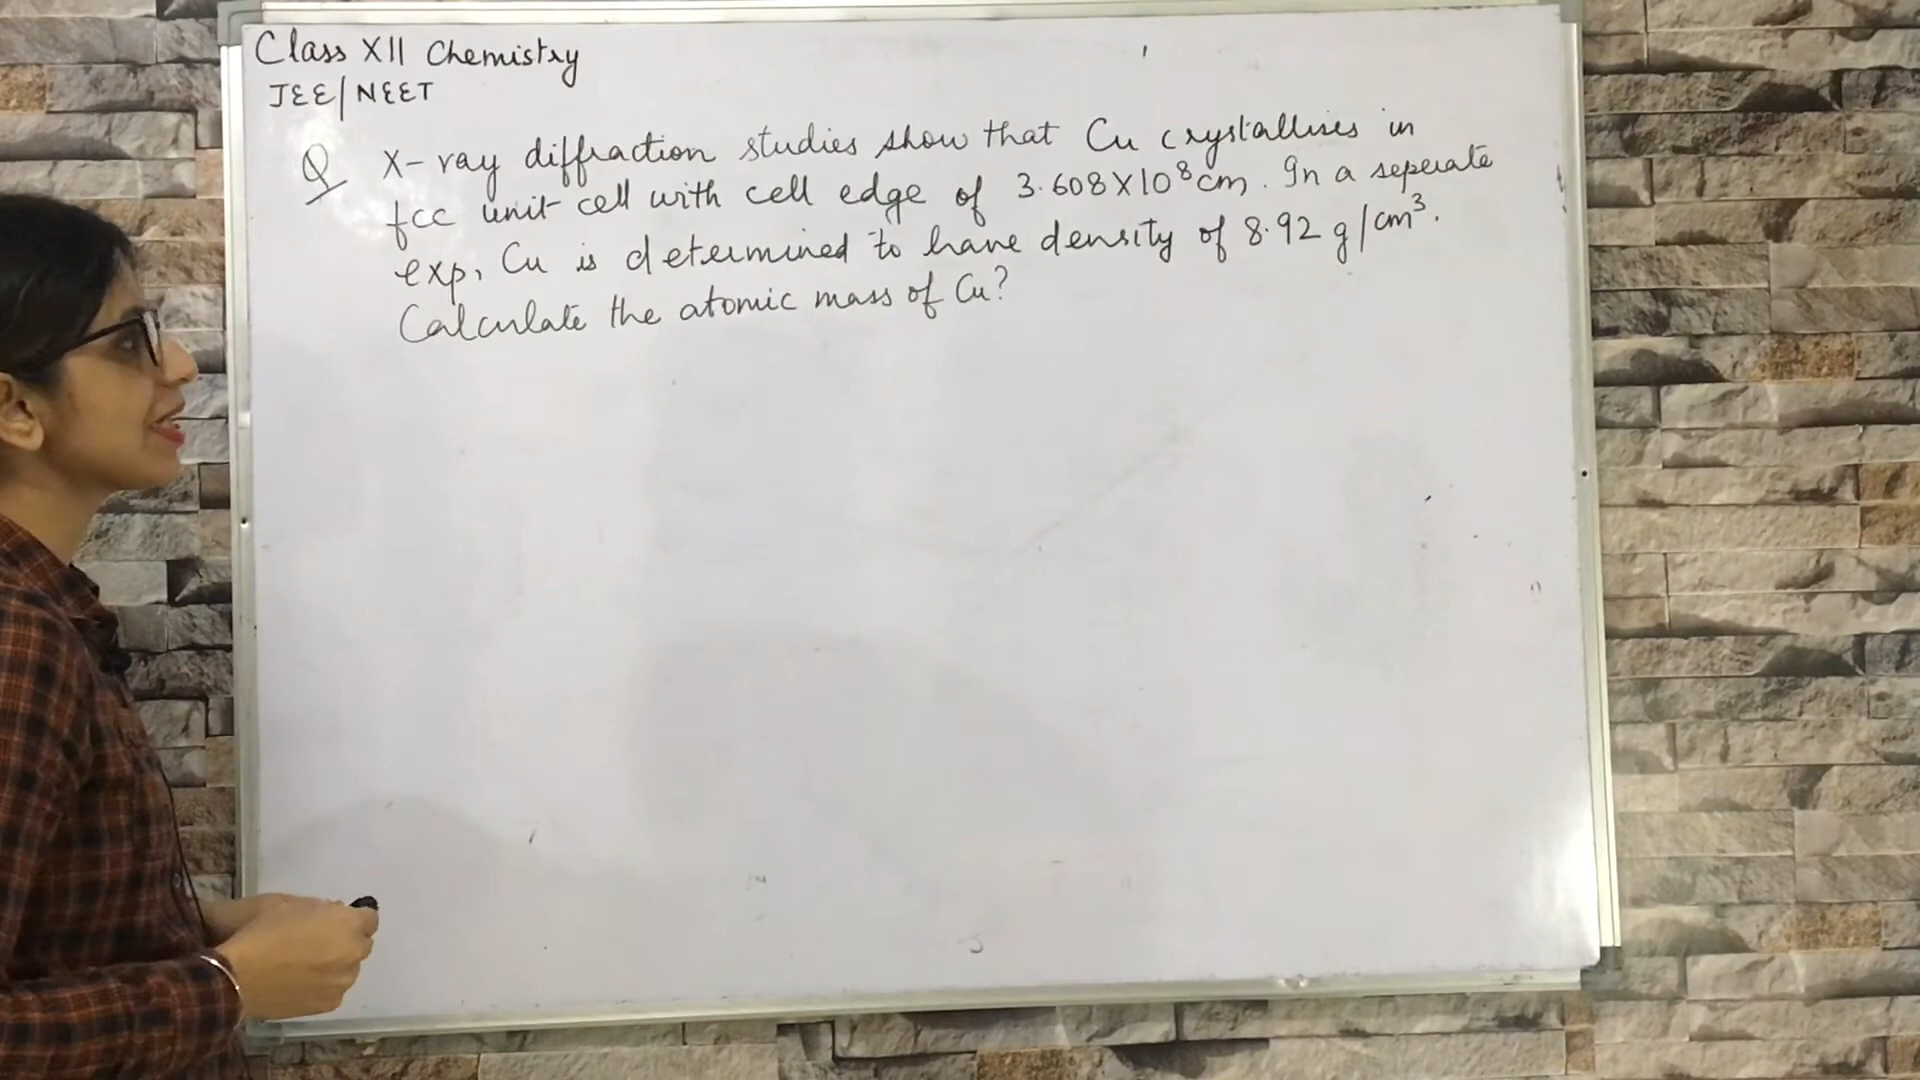 Class XII Chemistry
JEE/NEET
Q X-ray diffraction studies show that Cu crystallises in
fcc unit cell with cell edge of 3.608X10⁸cm. In a seperate
exp, Cu is determined to have density of 8.92 g/cm³.
Calculate the atomic mass of Cu?